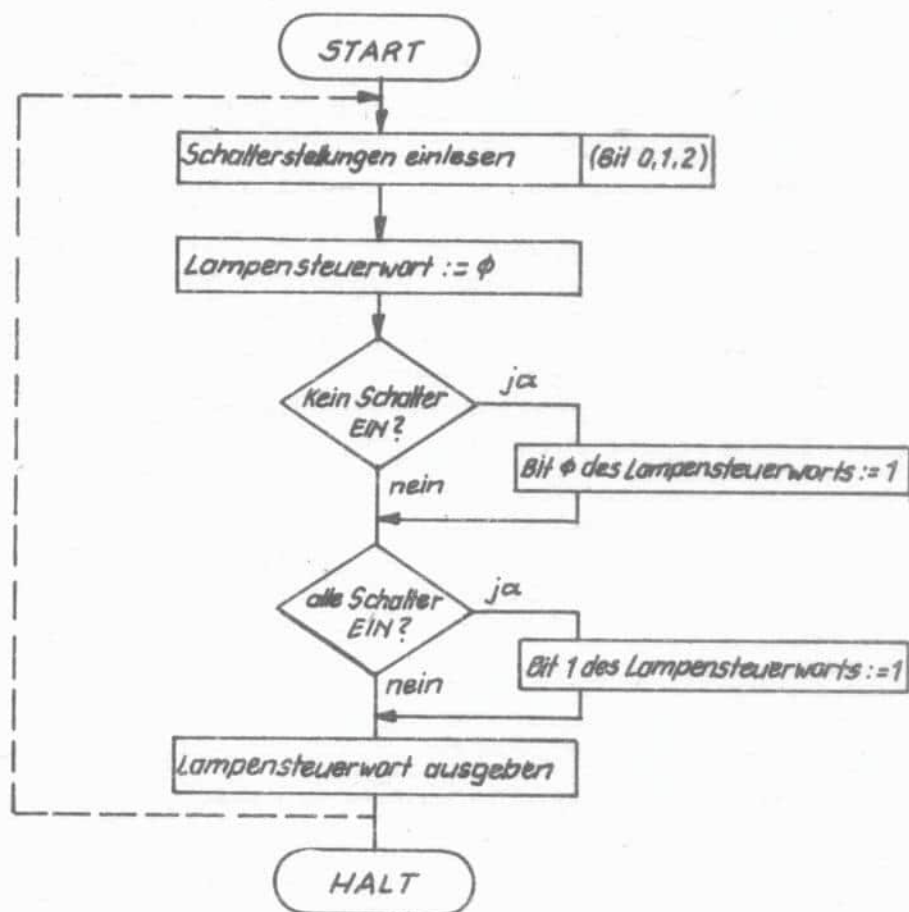 START
Schalterstellungen einlesen (Bit 0,1,2)
Lampensteuerwort := ϕ
Kein Schalter
EIN?
ja
Bit ϕ des Lampensteuerworts := 1
nein
alle Schalter
EIN?
ja
Bit 1 des Lampensteuerworts := 1
nein
Lampensteuerwort ausgeben
HALT